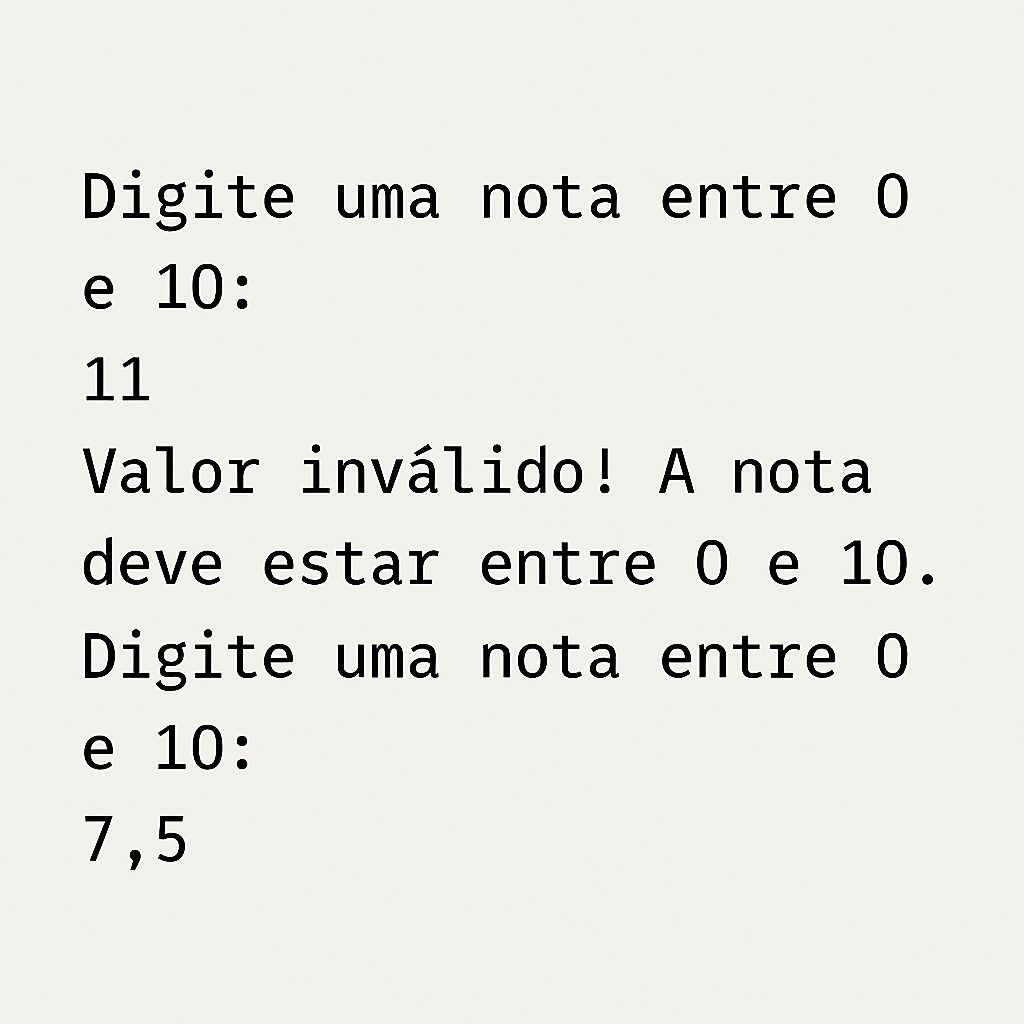 Digite uma nota entre 0
e 10:
11
Valor inválido! A nota
deve estar entre 0 e 10.
Digite uma nota entre 0
e 10:
7,5